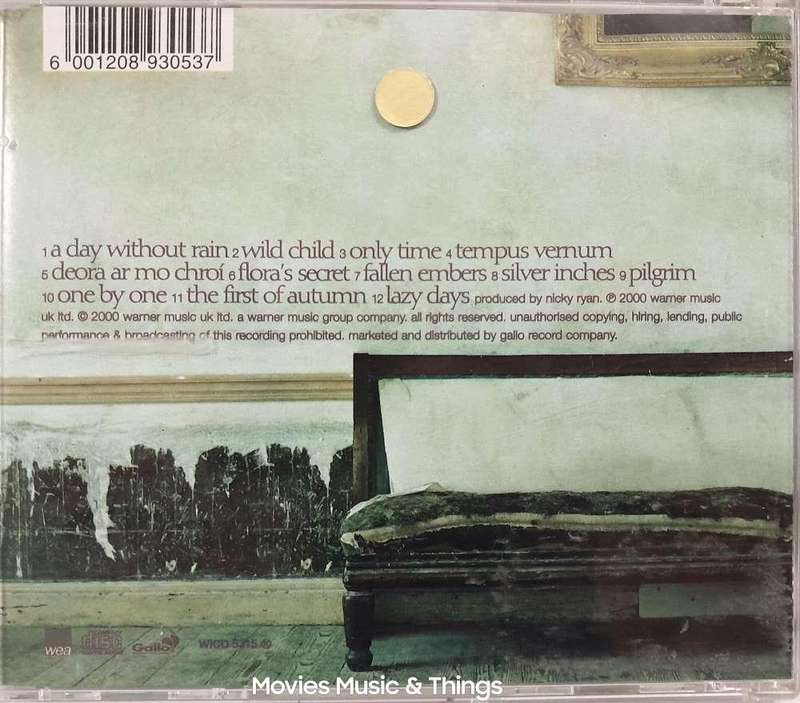 6 001208 930537
1 a day without rain 2 wild child 3 only time 4 tempus vernum
5 deora ar mo chroí 6 flora's secret 7 fallen embers 8 silver inches 9 pilgrim
10 one by one 11 the first of autumn 12 lazy days produced by nicky ryan. ℗ 2000 warner music
uk ltd. © 2000 warner music uk ltd. a warner music group company. all rights reserved. unauthorised copying, hiring, lending, public
performance & broadcasting of this recording prohibited. marketed and distributed by gallo record company.
wea disc Gallo
Movies Music & Things